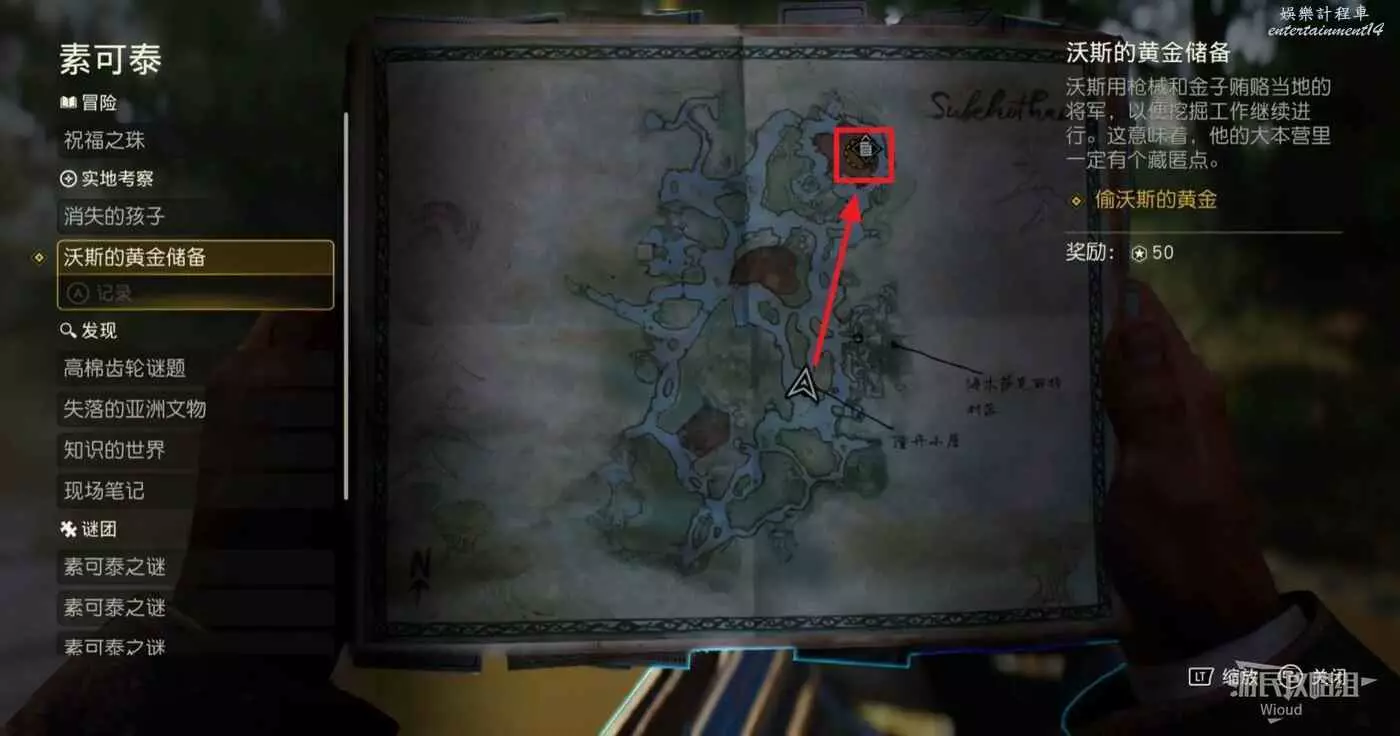 素可泰
冒险
祝福之珠
实地考察
消失的孩子
沃斯的黄金储备
A 记录
发现
高棉齿轮谜题
失落的亚洲文物
知识的世界
现场笔记
谜团
素可泰之谜
素可泰之谜
素可泰之谜
N
村落
小屋
娛樂計程車
entertainment14
沃斯的黄金储备
沃斯用枪械和金子贿赂当地的
将军，以便挖掘工作继续进
行。这意味着，他的大本营里
一定有个藏匿点。
偷沃斯的黄金
奖励： 50
LT 缩放 关闭
游民攻略组
Wioud